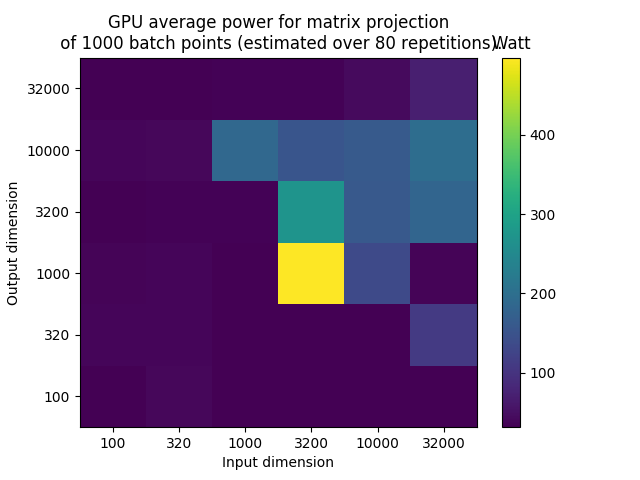 GPU average power for matrix projection
of 1000 batch points (estimated over 80 repetitions).
Watt
32000
10000
3200
1000
320
100
Output dimension
100 320 1000 3200 10000 32000
Input dimension
400
300
200
100